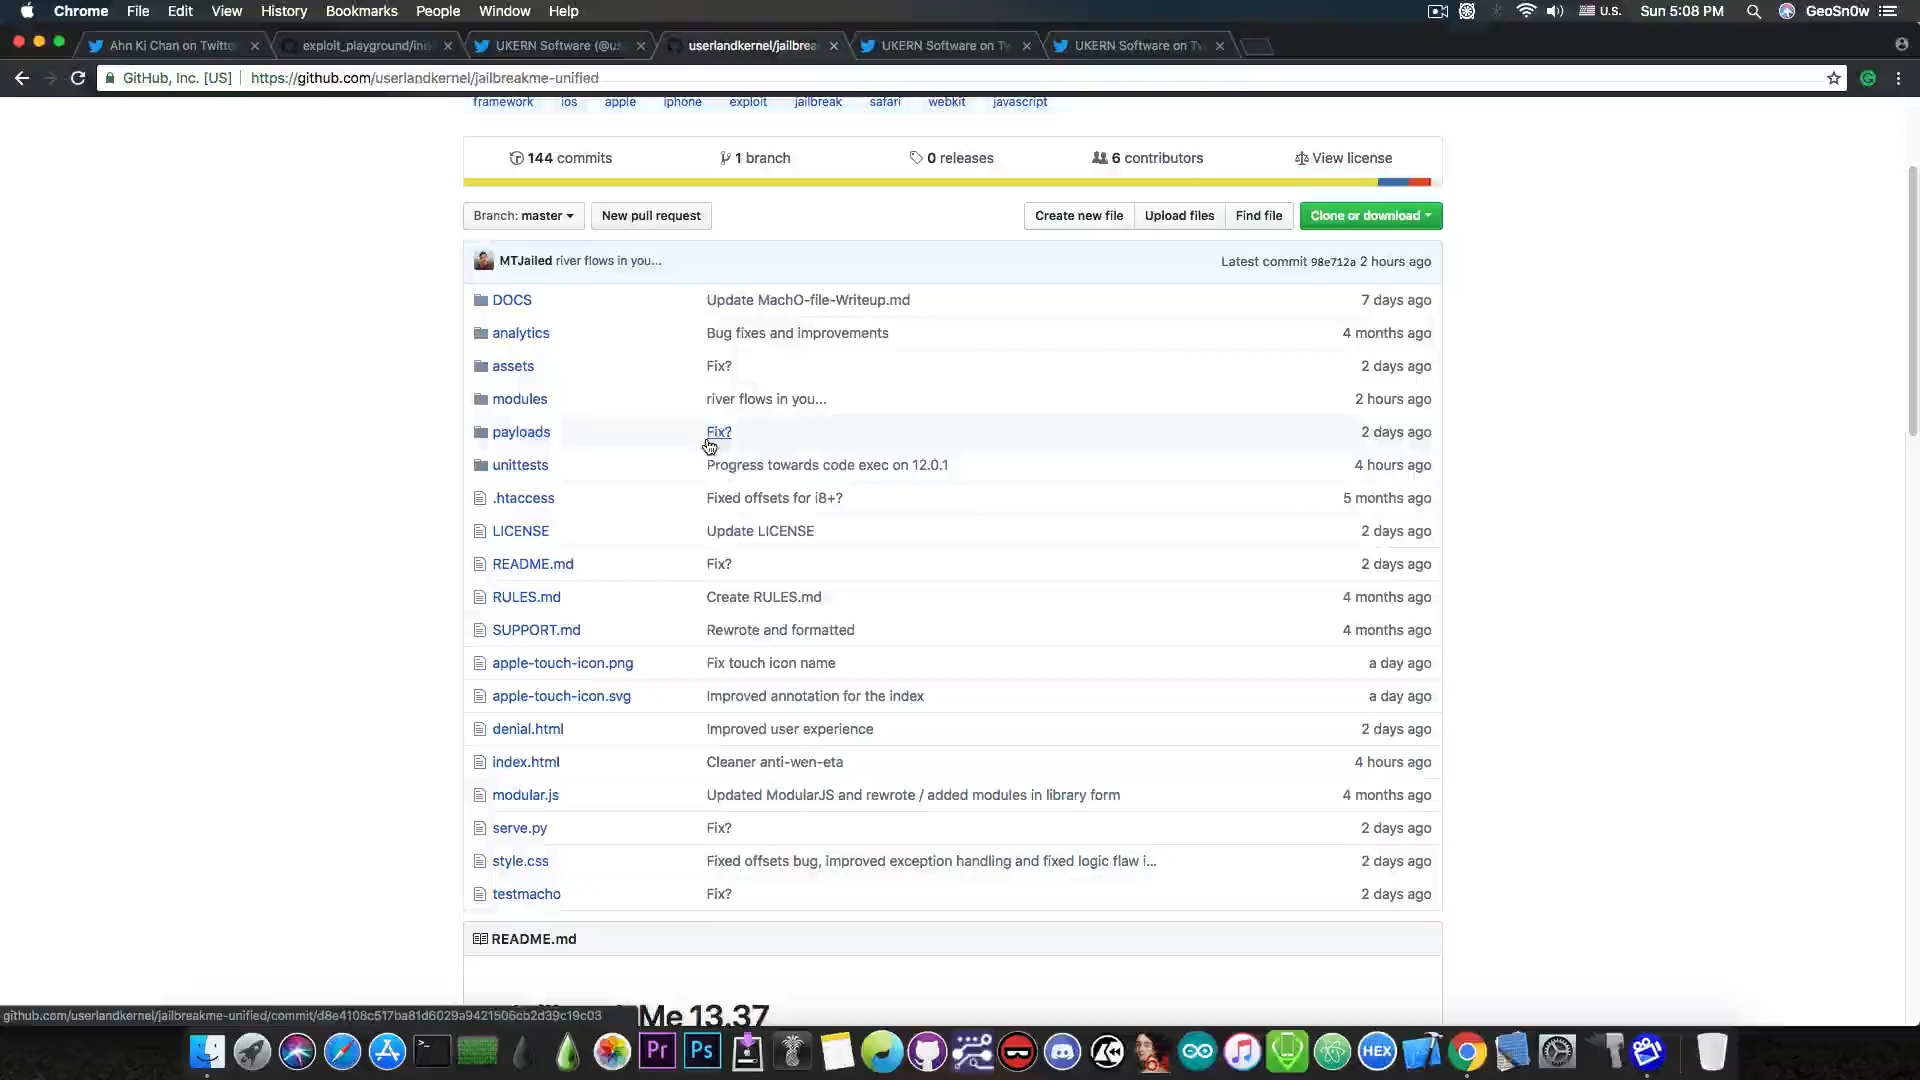 Chrome File Edit View History Bookmarks People Window Help U.S. Sun 5:08 PM GeoSn0w
Ahn Ki Chan on Twitte exploit_playground/ind UKERN Software (@us userlandkernel/jailbrea UKERN Software on Tw UKERN Software on Tw
GitHub, Inc. [US] https://github.com/userlandkernel/jailbreakme-unified
framework ios apple iphone exploit jailbreak safari webkit javascript
144 commits 1 branch 0 releases 6 contributors View license
Branch: master New pull request Create new file Upload files Find file Clone or download
MTJailed river flows in you... Latest commit 98e712a 2 hours ago
DOCS Update MachO-file-Writeup.md 7 days ago
analytics Bug fixes and improvements 4 months ago
assets Fix? 2 days ago
modules river flows in you... 2 hours ago
payloads Fix? 2 days ago
unittests Progress towards code exec on 12.0.1 4 hours ago
.htaccess Fixed offsets for i8+? 5 months ago
LICENSE Update LICENSE 2 days ago
README.md Fix? 2 days ago
RULES.md Create RULES.md 4 months ago
SUPPORT.md Rewrote and formatted 4 months ago
apple-touch-icon.png Fix touch icon name a day ago
apple-touch-icon.svg Improved annotation for the index a day ago
denial.html Improved user experience 2 days ago
index.html Cleaner anti-wen-eta 4 hours ago
modular.js Updated ModularJS and rewrote / added modules in library form 4 months ago
serve.py Fix? 2 days ago
style.css Fixed offsets bug, improved exception handling and fixed logic flaw i... 2 days ago
testmacho Fix? 2 days ago
README.md
Me 13.37
github.com/userlandkernel/jailbreakme-unified/commit/d8e4108c517ba81d6029a9421506cb2d39c19c03
Pr Ps HEX